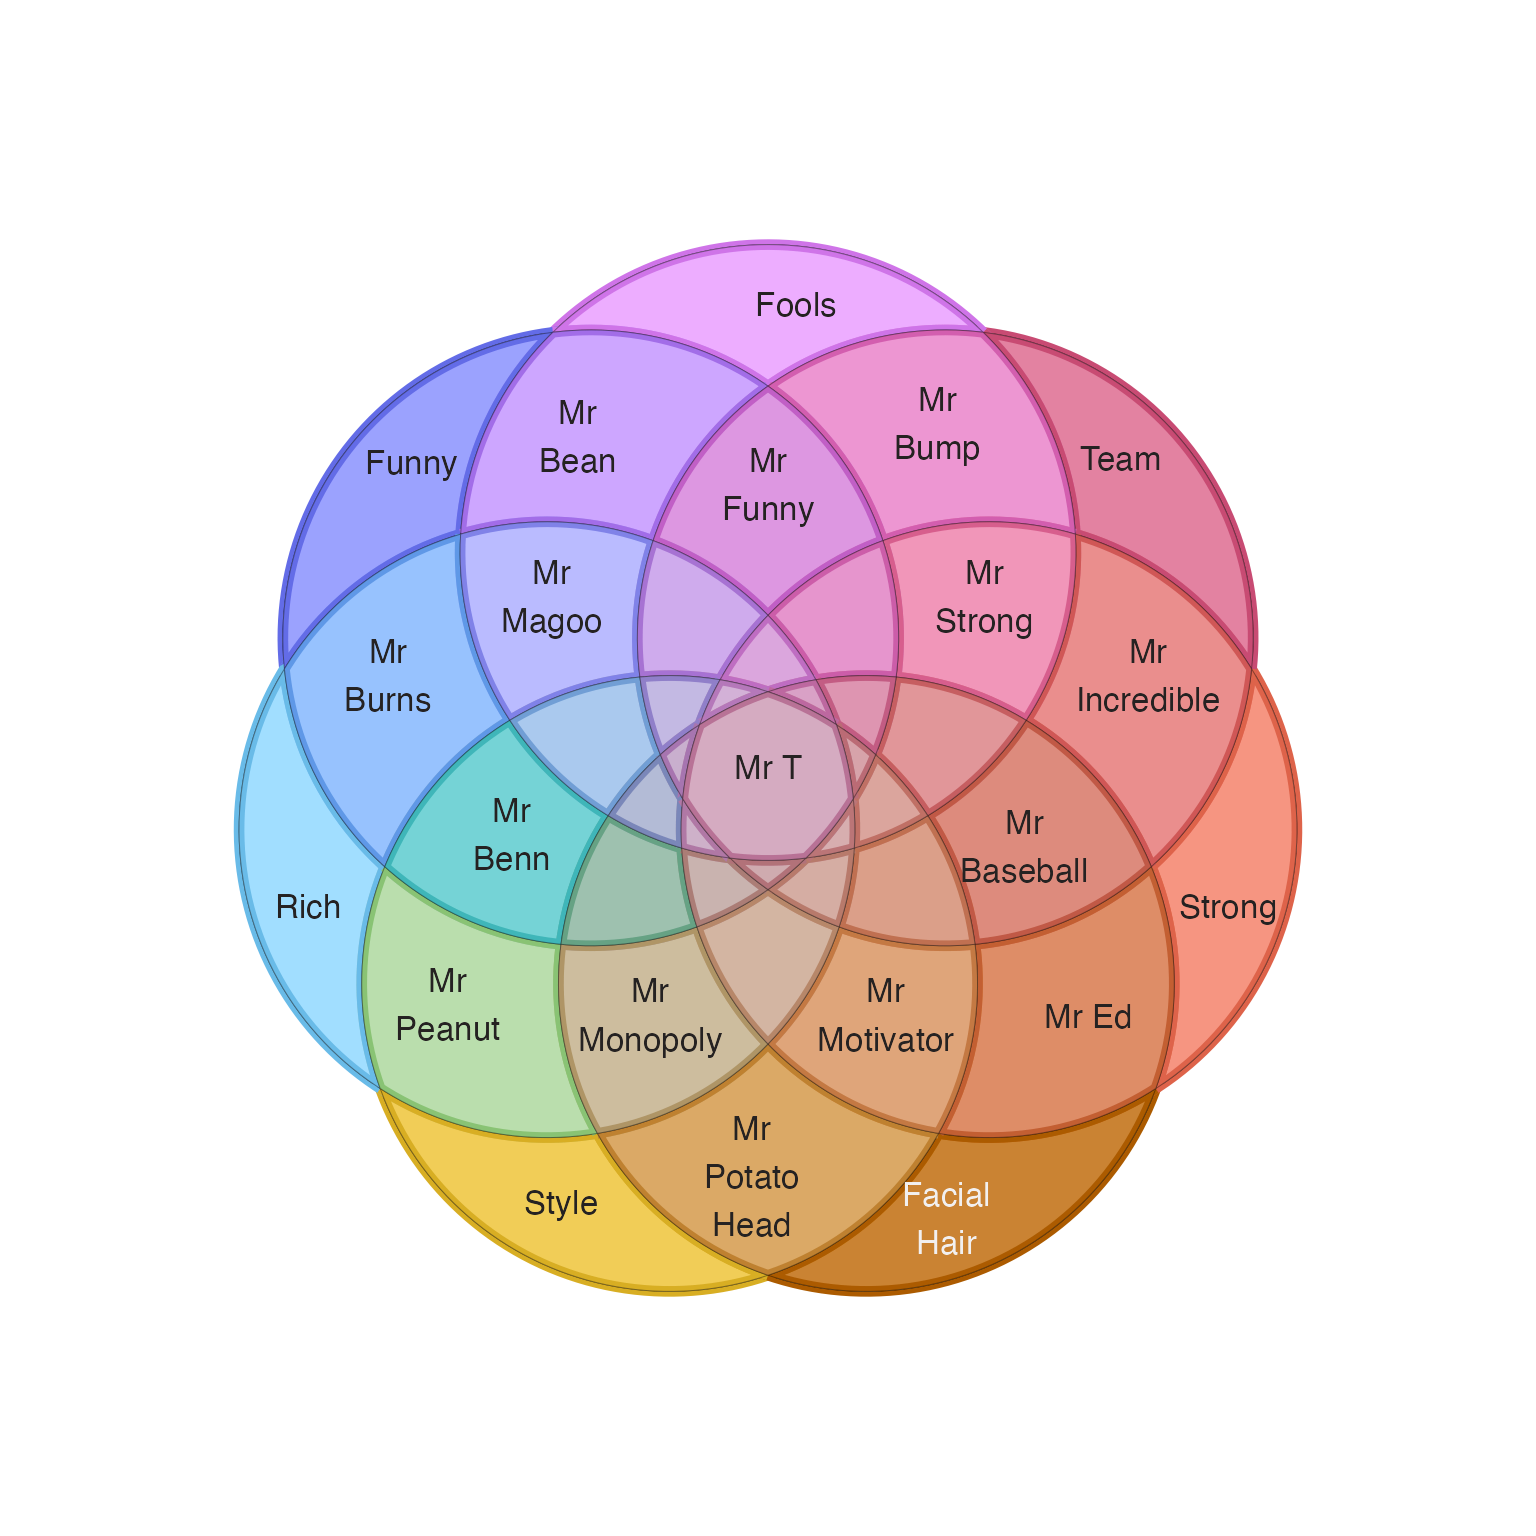 Fools
Mr
Bump
Mr
Bean
Team
Funny
Mr
Funny
Mr
Magoo
Mr
Strong
Mr
Burns
Mr
Incredible
Mr T
Mr
Benn
Mr
Baseball
Rich
Strong
Mr
Peanut
Mr
Monopoly
Mr
Motivator
Mr Ed
Mr
Potato
Head
Style
Facial
Hair